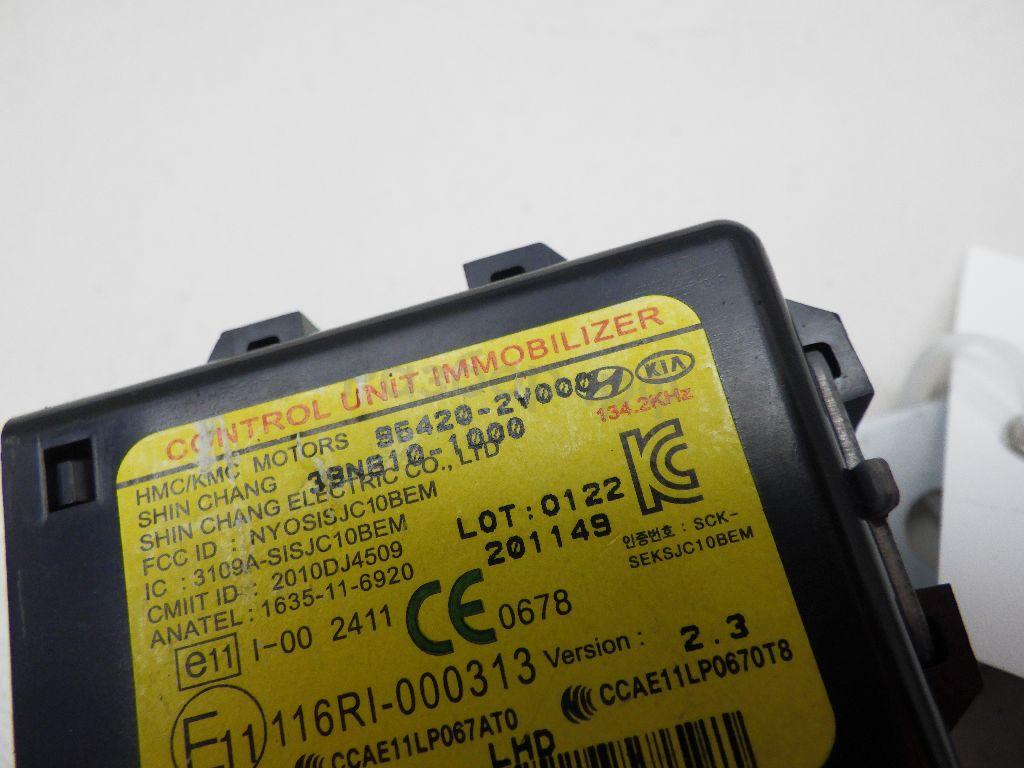 CONTROL UNIT IMMOBILIZER
HMC/KMC MOTORS 95420-2V000
KIA
134.2KHz
SHIN CHANG 38N610-1000
SHIN CHANG ELECTRIC CO., LTD
FCC ID : NYOSISJC10BEM
IC : 3109A-SISJC10BEM
CMIIT ID : 2010DJ4509
ANATEL : 1635-11-6920
LOT:0122
201149
인증번호 : SCK-
SEKSJC10BEM
e11 I-00 2411 CE 0678
E11 116RI-000313 Version : 2.3
CCAE11LP067AT0 CCAE11LP0670T8
LHD